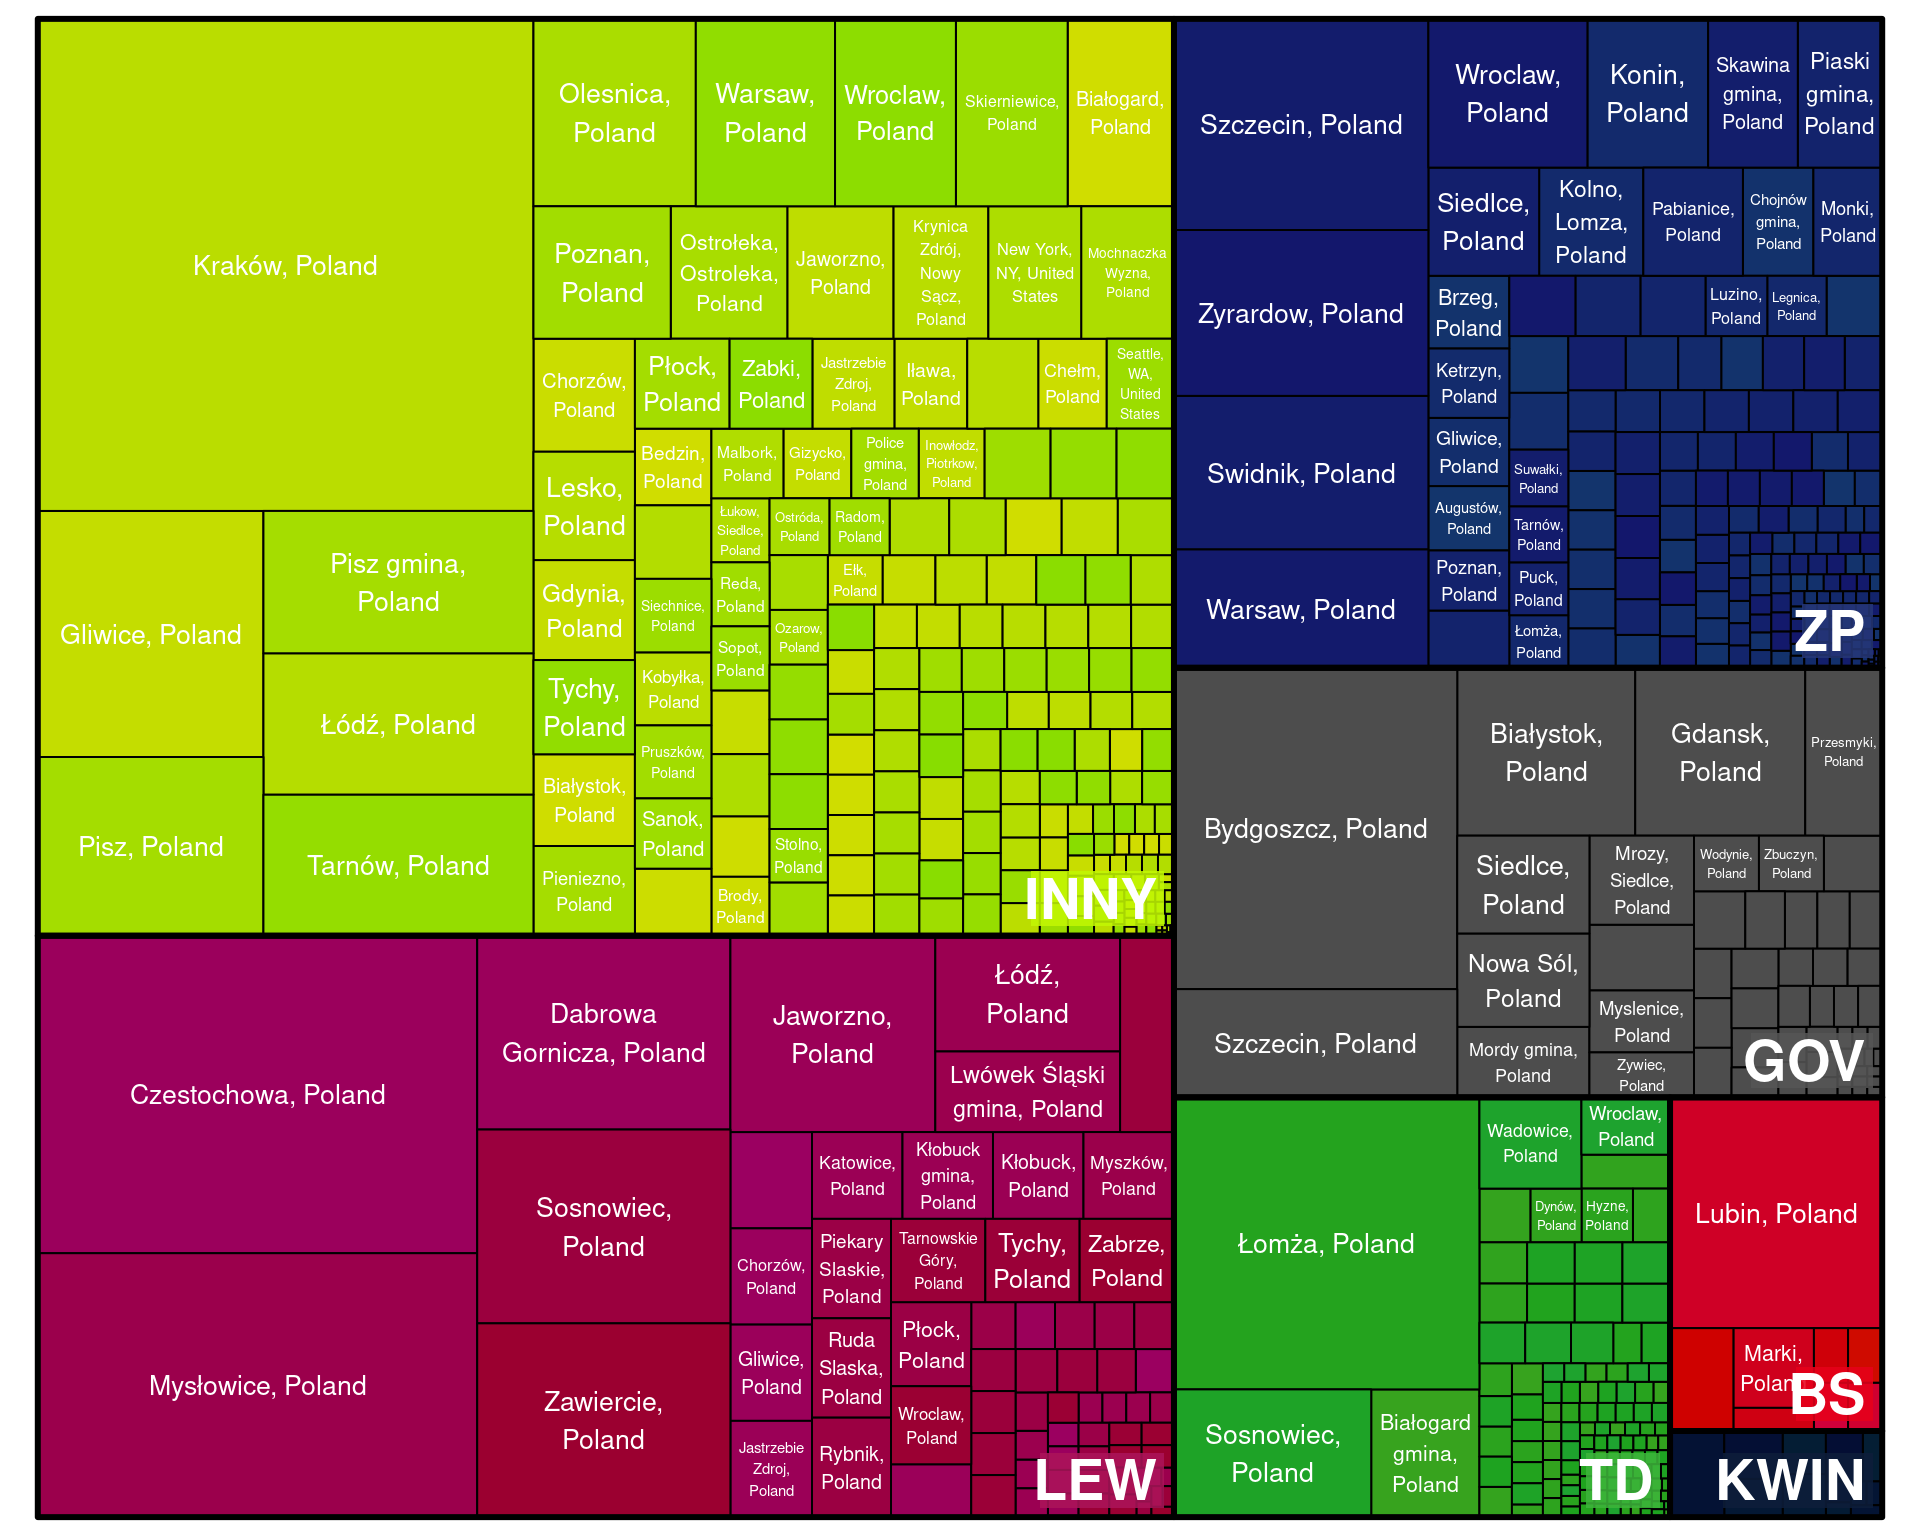 Kraków, Poland
Gliwice, Poland
Pisz, Poland
Pisz gmina,
Poland
Łódź, Poland
Tarnów, Poland
Olesnica,
Poland
Warsaw,
Poland
Wroclaw,
Poland
Skierniewice,
Poland
Białogard,
Poland
Poznan,
Poland
Ostrołeka,
Ostroleka,
Poland
Jaworzno,
Poland
Krynica
Zdrój,
Nowy
Sącz,
Poland
New York,
NY, United
States
Mochnaczka
Wyzna,
Poland
Chorzów,
Poland
Lesko,
Poland
Gdynia,
Poland
Tychy,
Poland
Białystok,
Poland
Pieniezno,
Poland
Płock,
Poland
Zabki,
Poland
Jastrzebie
Zdroj,
Poland
Iława,
Poland
Chełm,
Poland
Seattle,
WA,
United
States
Bedzin,
Poland
Siechnice,
Poland
Kobyłka,
Poland
Pruszków,
Poland
Sanok,
Poland
Malbork,
Poland
Gizycko,
Poland
Police
gmina,
Poland
Inowłodz,
Piotrkow,
Poland
Łukow,
Siedlce,
Poland
Reda,
Poland
Sopot,
Poland
Brody,
Poland
Ostróda,
Poland
Radom,
Poland
Ozarow,
Poland
Stolno,
Poland
Ełk,
Poland
INNY
Szczecin, Poland
Zyrardow, Poland
Swidnik, Poland
Warsaw, Poland
Wroclaw,
Poland
Konin,
Poland
Skawina
gmina,
Poland
Piaski
gmina,
Poland
Siedlce,
Poland
Kolno,
Lomza,
Poland
Pabianice,
Poland
Chojnów
gmina,
Poland
Monki,
Poland
Brzeg,
Poland
Ketrzyn,
Poland
Gliwice,
Poland
Augustów,
Poland
Poznan,
Poland
Luzino,
Poland
Legnica,
Poland
Suwałki,
Poland
Tarnów,
Poland
Puck,
Poland
Łomża,
Poland
ZP
Bydgoszcz, Poland
Szczecin, Poland
Białystok,
Poland
Gdansk,
Poland
Przesmyki,
Poland
Siedlce,
Poland
Nowa Sól,
Poland
Mordy gmina,
Poland
Mrozy,
Siedlce,
Poland
Myslenice,
Poland
Zywiec,
Poland
Wodynie,
Poland
Zbuczyn,
Poland
GOV
Czestochowa, Poland
Mysłowice, Poland
Dabrowa
Gornicza, Poland
Sosnowiec,
Poland
Zawiercie,
Poland
Jaworzno,
Poland
Łódź,
Poland
Lwówek Śląski
gmina, Poland
Chorzów,
Poland
Gliwice,
Poland
Jastrzebie
Zdroj,
Poland
Katowice,
Poland
Kłobuck
gmina,
Poland
Kłobuck,
Poland
Myszków,
Poland
Piekary
Slaskie,
Poland
Ruda
Slaska,
Poland
Rybnik,
Poland
Tarnowskie
Góry,
Poland
Tychy,
Poland
Zabrze,
Poland
Płock,
Poland
Wroclaw,
Poland
LEW
Łomża, Poland
Sosnowiec,
Poland
Białogard
gmina,
Poland
Wadowice,
Poland
Wroclaw,
Poland
Dynów,
Poland
Hyzne,
Poland
TD
Lubin, Poland
Marki,
Poland
BS
KWIN